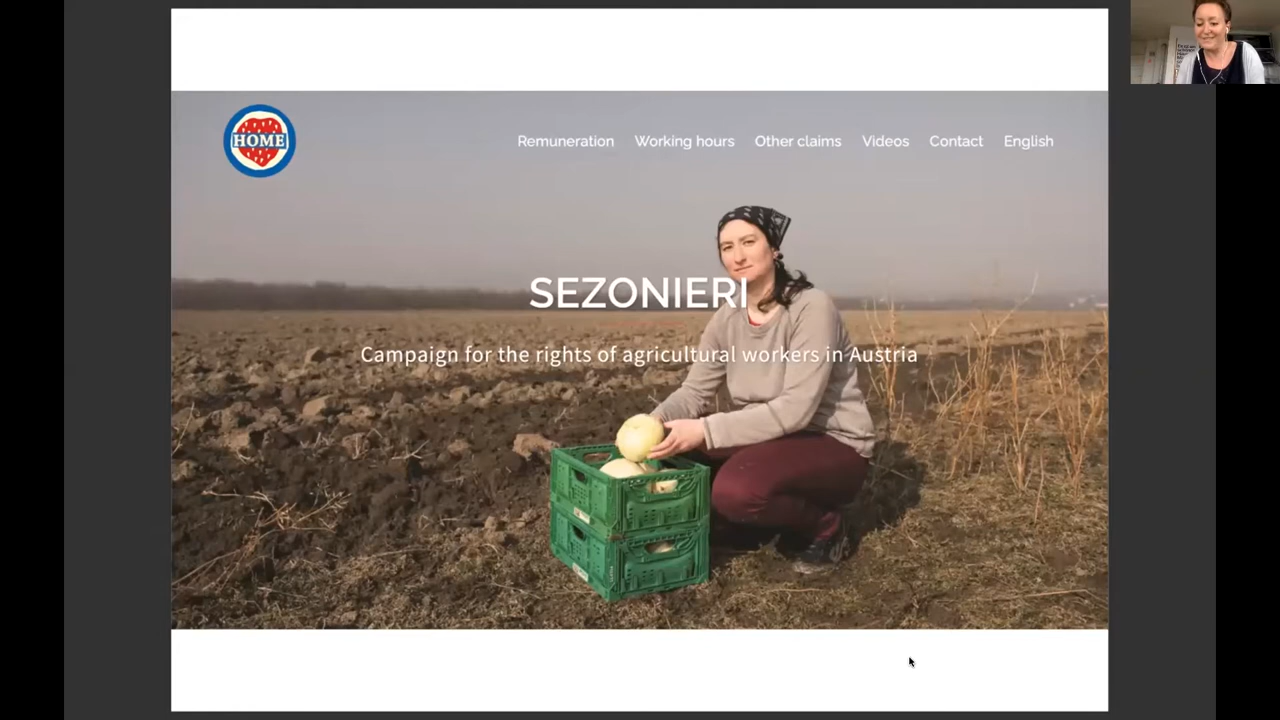 HOME
Remuneration Working hours Other claims Videos Contact English
SEZONIERI
Campaign for the rights of agricultural workers in Austria